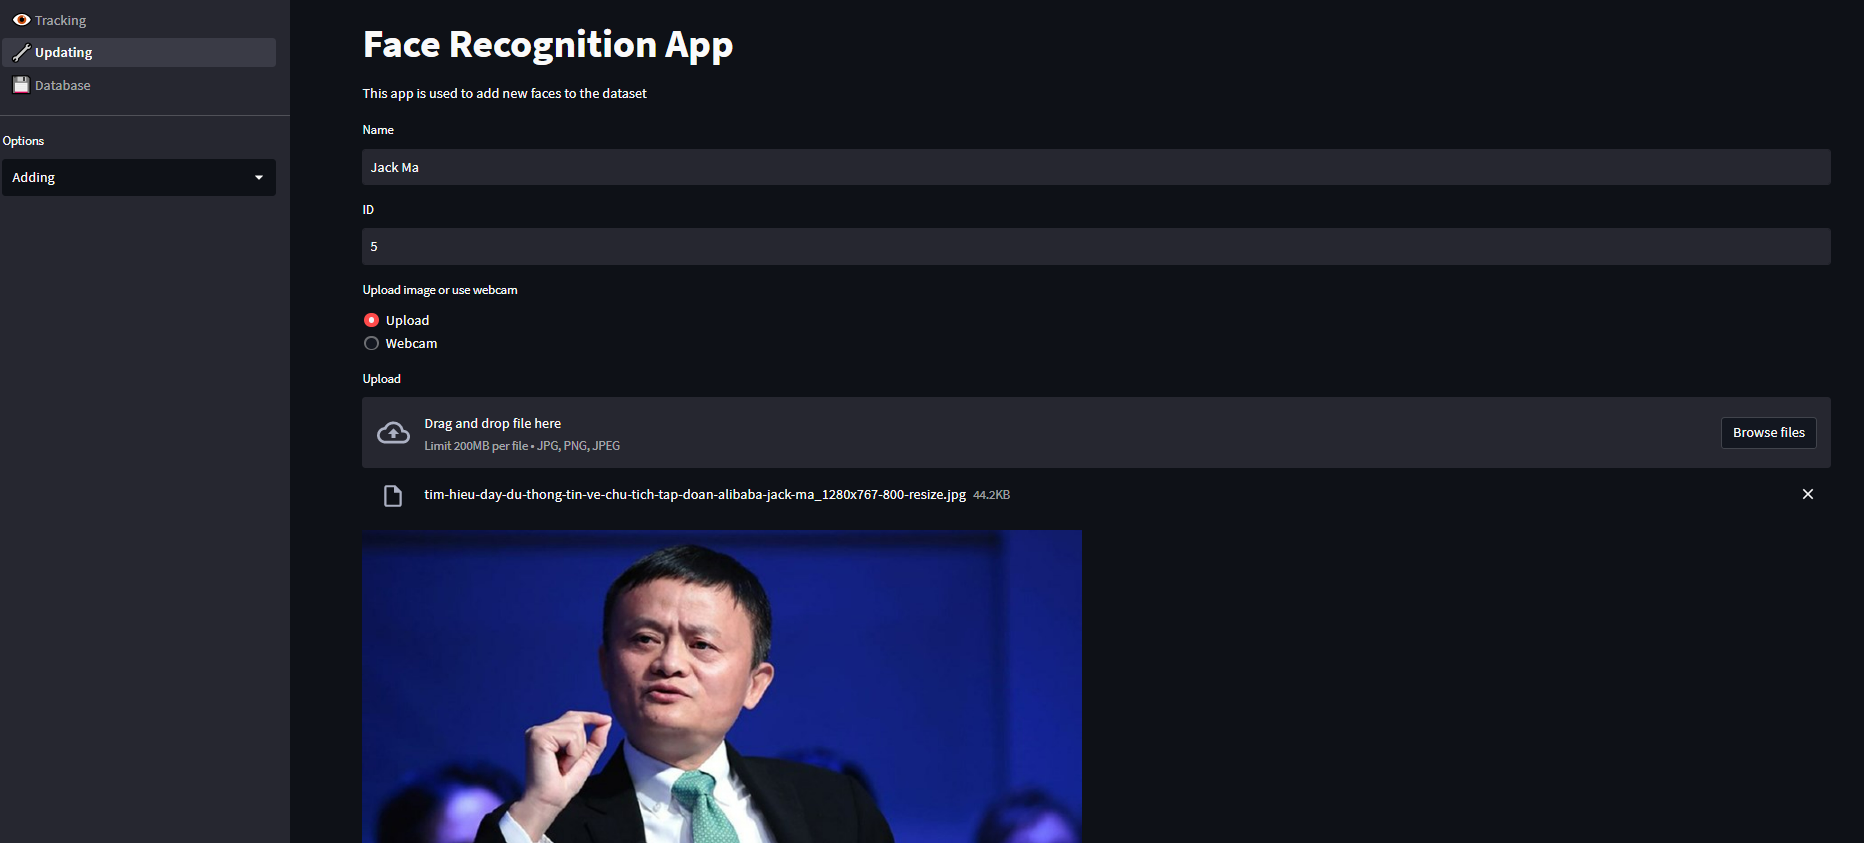 Tracking
Updating
Database
Options
Adding
Face Recognition App
This app is used to add new faces to the dataset
Name
Jack Ma
ID
5
Upload image or use webcam
Upload
Webcam
Upload
Drag and drop file here
Limit 200MB per file • JPG, PNG, JPEG
Browse files
tim-hieu-day-du-thong-tin-ve-chu-tich-tap-doan-alibaba-jack-ma_1280x767-800-resize.jpg 44.2KB